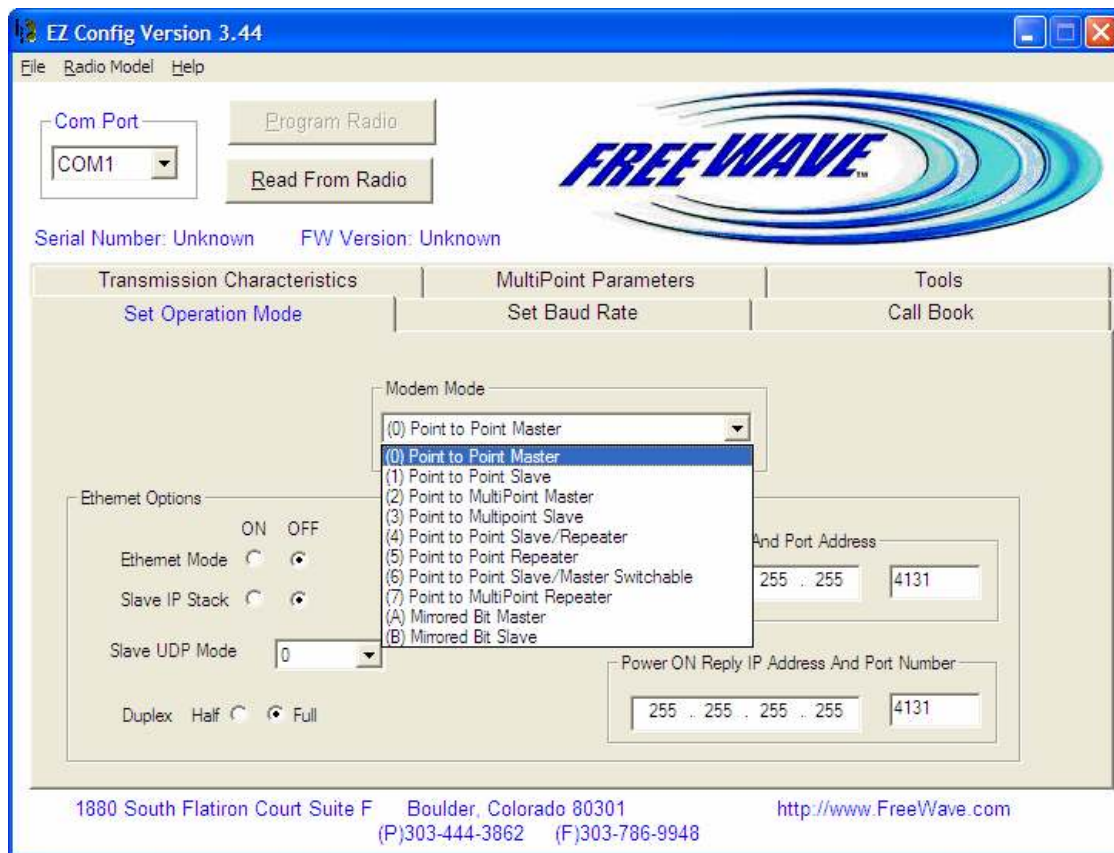 EZ Config Version 3.44
File Radio Model Help
Com Port
COM1
Program Radio
Read From Radio
FREEWAVE™
Serial Number: Unknown FW Version: Unknown
Transmission Characteristics MultiPoint Parameters Tools
Set Operation Mode Set Baud Rate Call Book
Modem Mode
(0) Point to Point Master
(0) Point to Point Master
(1) Point to Point Slave
(2) Point to MultiPoint Master
(3) Point to Multipoint Slave
(4) Point to Point Slave/Repeater
(5) Point to Point Repeater
(6) Point to Point Slave/Master Switchable
(7) Point to MultiPoint Repeater
(A) Mirrored Bit Master
(B) Mirrored Bit Slave
Ethernet Options
ON OFF
Ethernet Mode
Slave IP Stack
Slave UDP Mode 0
Duplex Half Full
And Port Address
255 . 255 4131
Power ON Reply IP Address And Port Number
255 . 255 . 255 . 255 4131
1880 South Flatiron Court Suite F Boulder, Colorado 80301 http://www.FreeWave.com
(P)303-444-3862 (F)303-786-9948